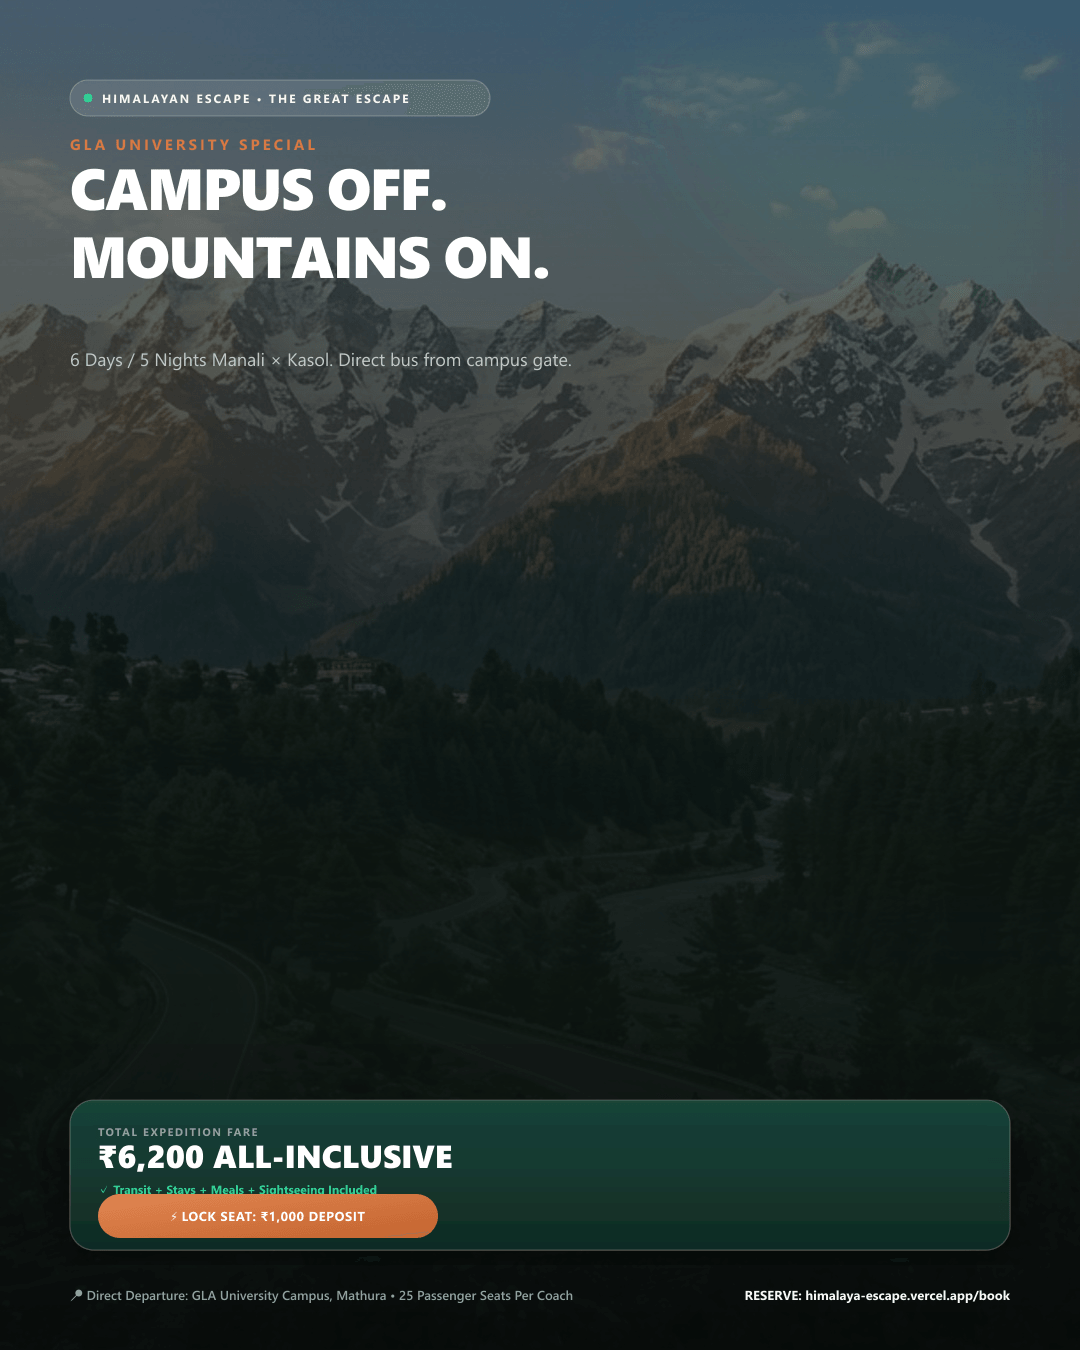 HIMALAYAN ESCAPE • THE GREAT ESCAPE
GLA UNIVERSITY SPECIAL
CAMPUS OFF.
MOUNTAINS ON.
6 Days / 5 Nights Manali × Kasol. Direct bus from campus gate.
TOTAL EXPEDITION FARE
₹6,200 ALL-INCLUSIVE
✓ Transit + Stays + Meals + Sightseeing Included
⚡ LOCK SEAT: ₹1,000 DEPOSIT
📍 Direct Departure: GLA University Campus, Mathura • 25 Passenger Seats Per Coach
RESERVE: himalaya-escape.vercel.app/book